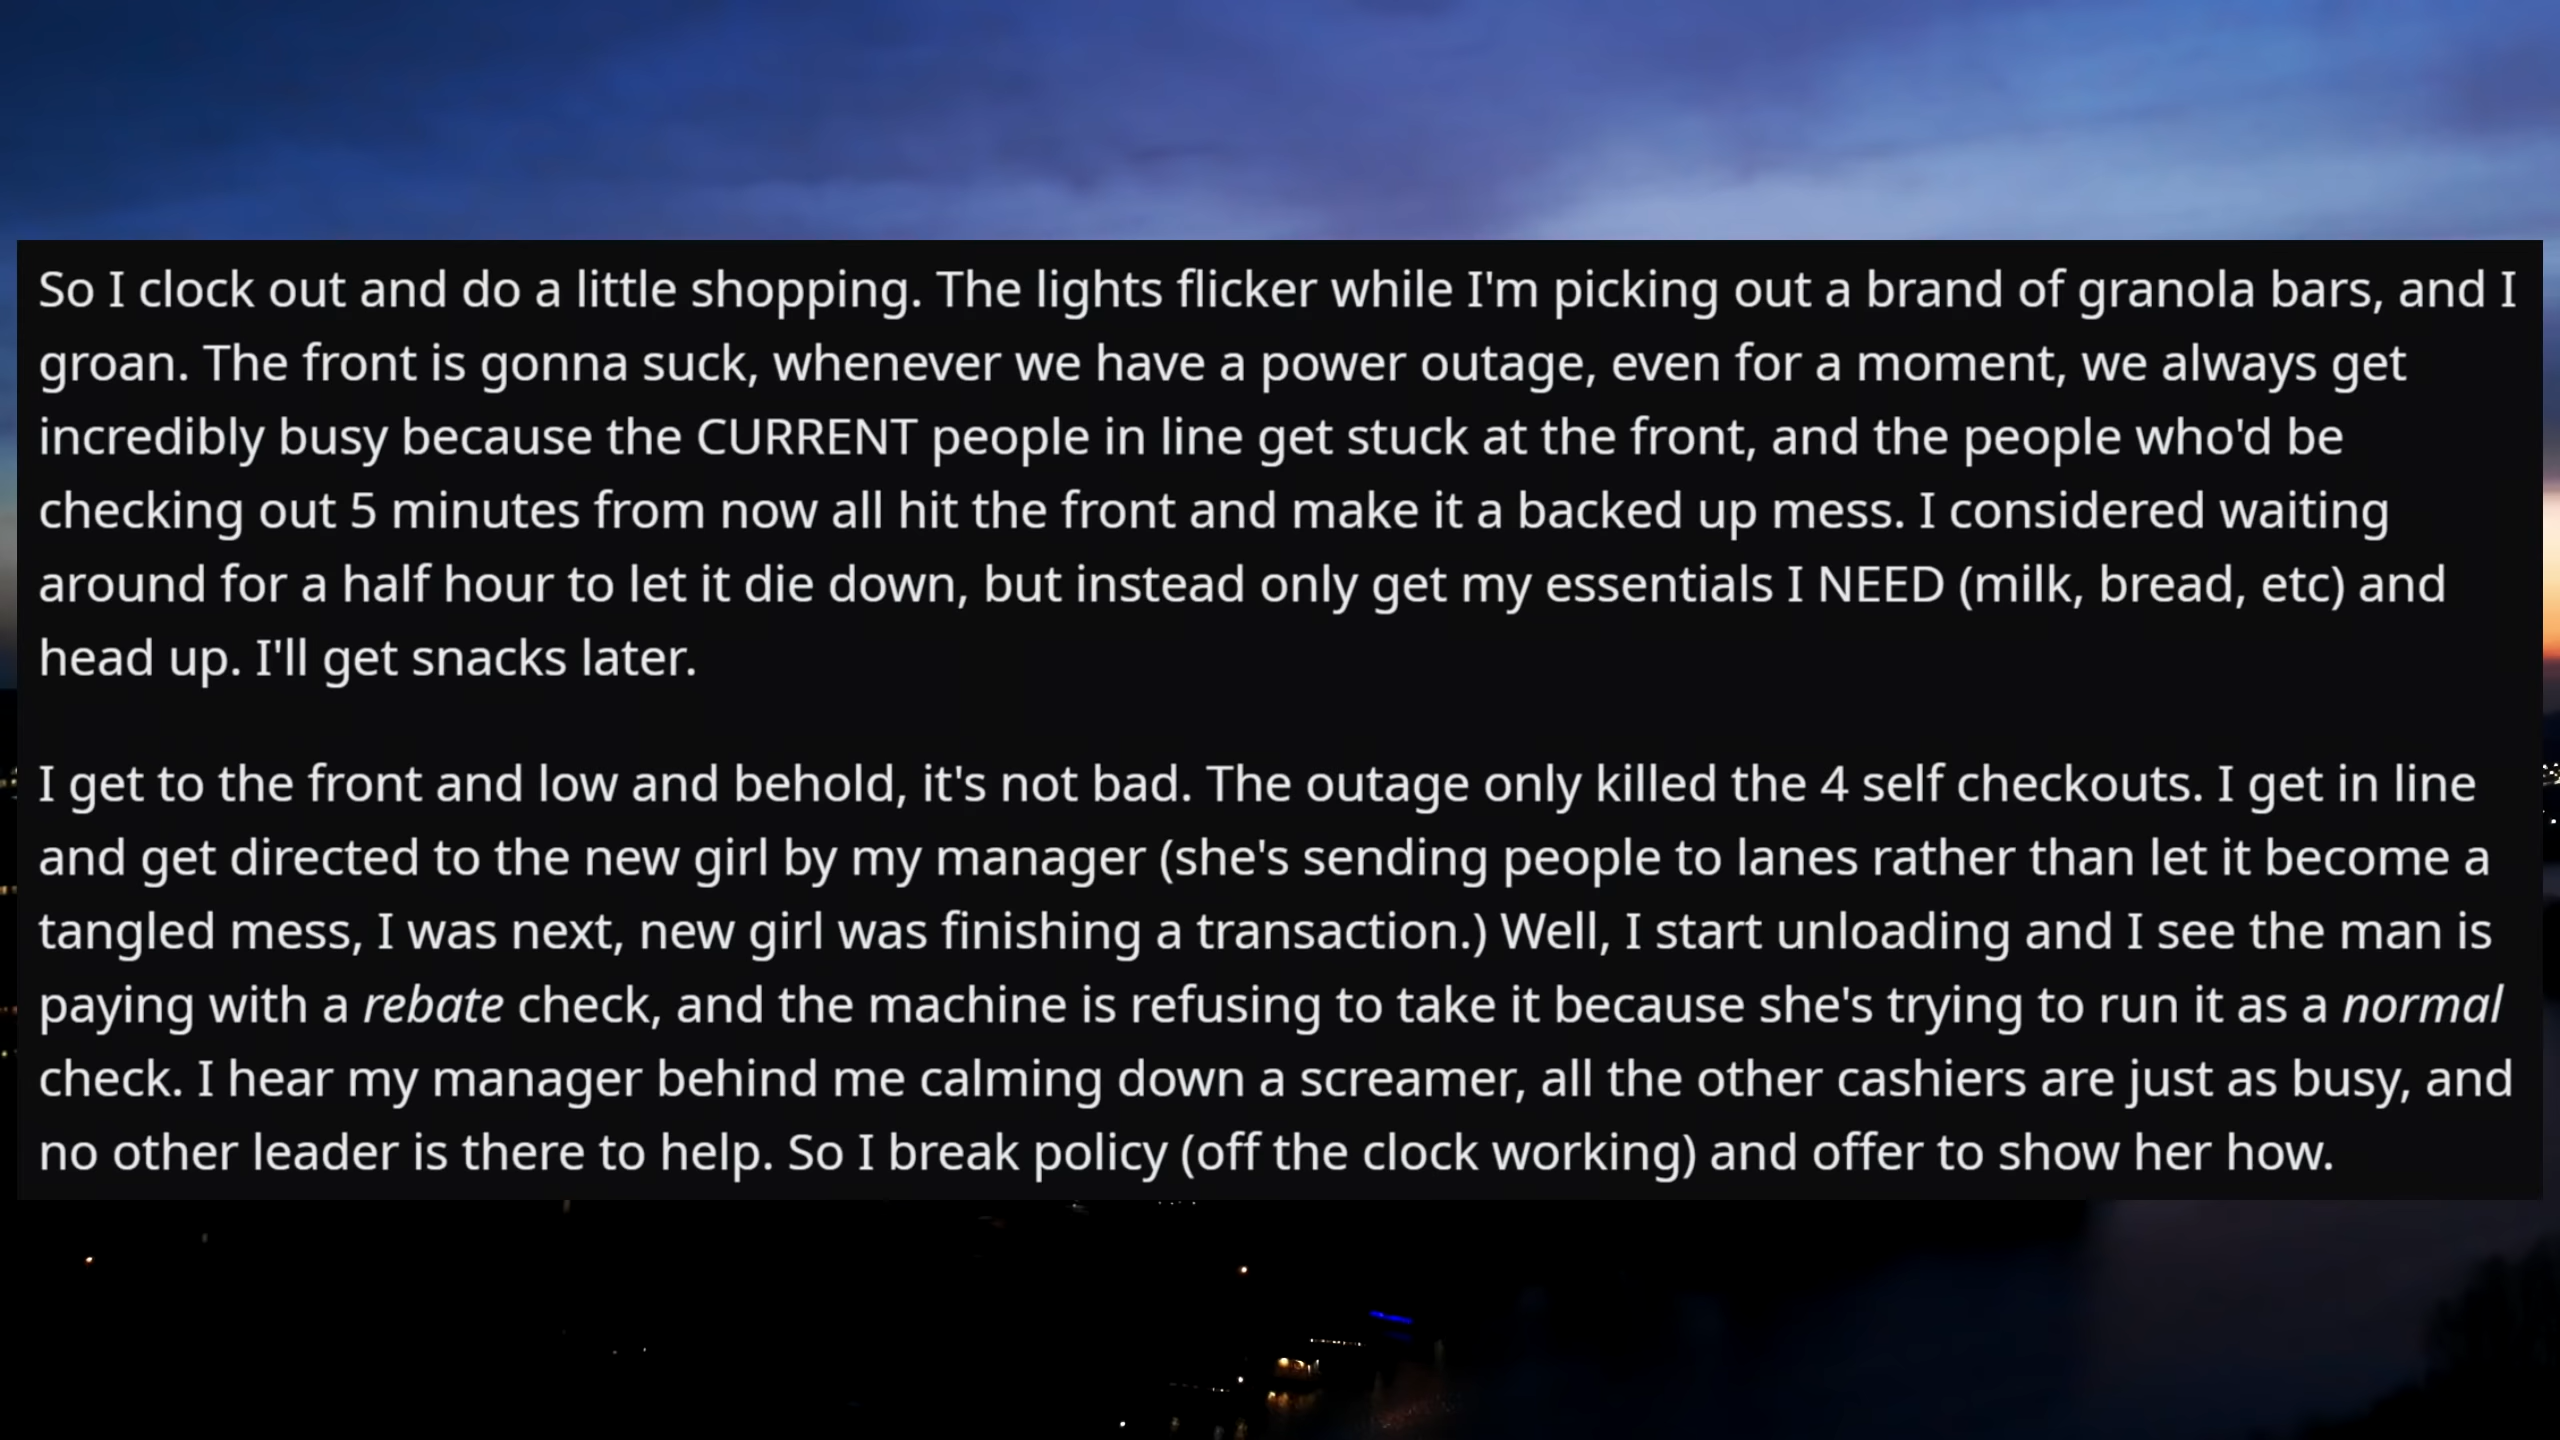 So I clock out and do a little shopping. The lights flicker while I'm picking out a brand of granola bars, and I
groan. The front is gonna suck, whenever we have a power outage, even for a moment, we always get
incredibly busy because the CURRENT people in line get stuck at the front, and the people who'd be
checking out 5 minutes from now all hit the front and make it a backed up mess. I considered waiting
around for a half hour to let it die down, but instead only get my essentials I NEED (milk, bread, etc) and
head up. I'll get snacks later.
I get to the front and low and behold, it's not bad. The outage only killed the 4 self checkouts. I get in line
and get directed to the new girl by my manager (she's sending people to lanes rather than let it become a
tangled mess, I was next, new girl was finishing a transaction.) Well, I start unloading and I see the man is
paying with a rebate check, and the machine is refusing to take it because she's trying to run it as a normal
check. I hear my manager behind me calming down a screamer, all the other cashiers are just as busy, and
no other leader is there to help. So I break policy (off the clock working) and offer to show her how.